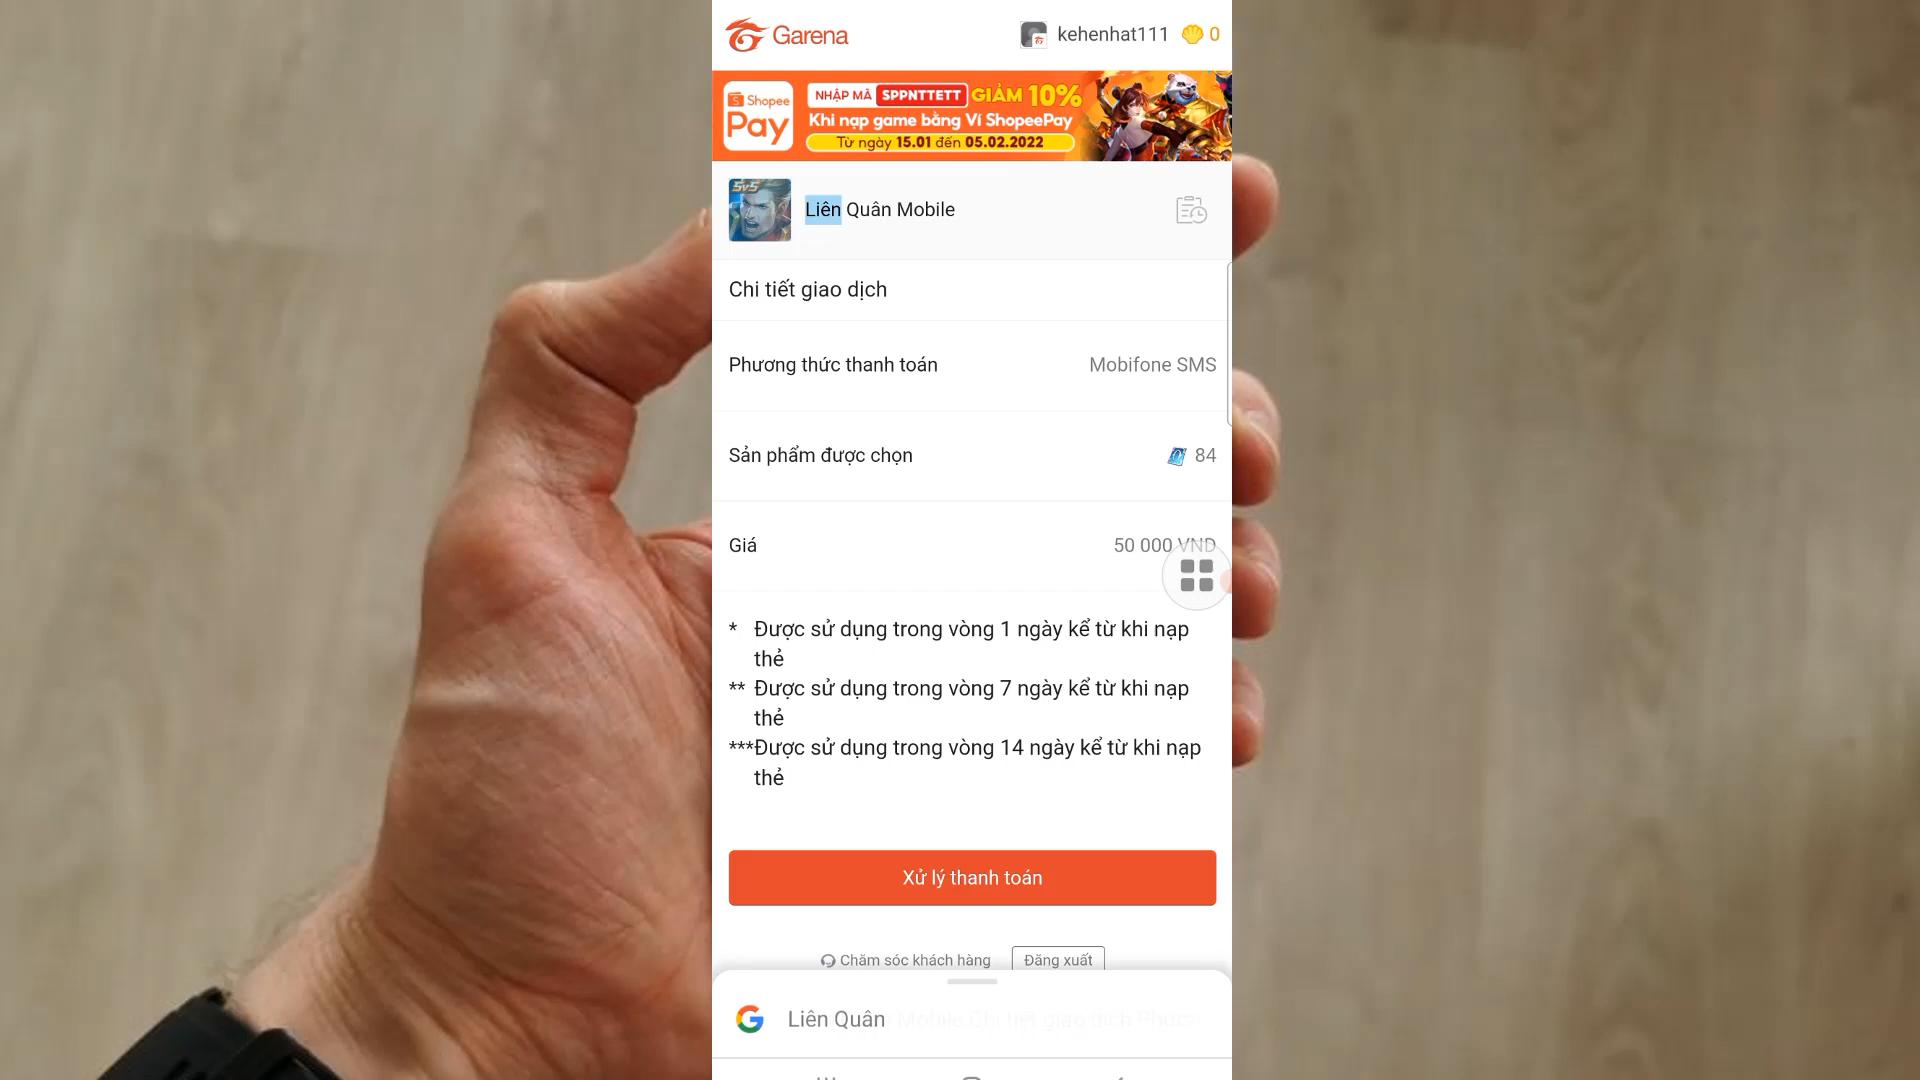 Garena
kehenhat111 0
Shopee Pay
NHẬP MÃ SPPNTTETT GIẢM 10%
Khi nạp game bằng Ví ShopeePay
Từ ngày 15.01 đến 05.02.2022
5v5
Liên Quân Mobile
Chi tiết giao dịch
Phương thức thanh toán Mobifone SMS
Sản phẩm được chọn 84
Giá 50 000 VND
* Được sử dụng trong vòng 1 ngày kể từ khi nạp
thẻ
** Được sử dụng trong vòng 7 ngày kể từ khi nạp
thẻ
***Được sử dụng trong vòng 14 ngày kể từ khi nạp
thẻ
Xử lý thanh toán
Chăm sóc khách hàng Đăng xuất
Liên Quân Mobile Chi tiết giao dịch